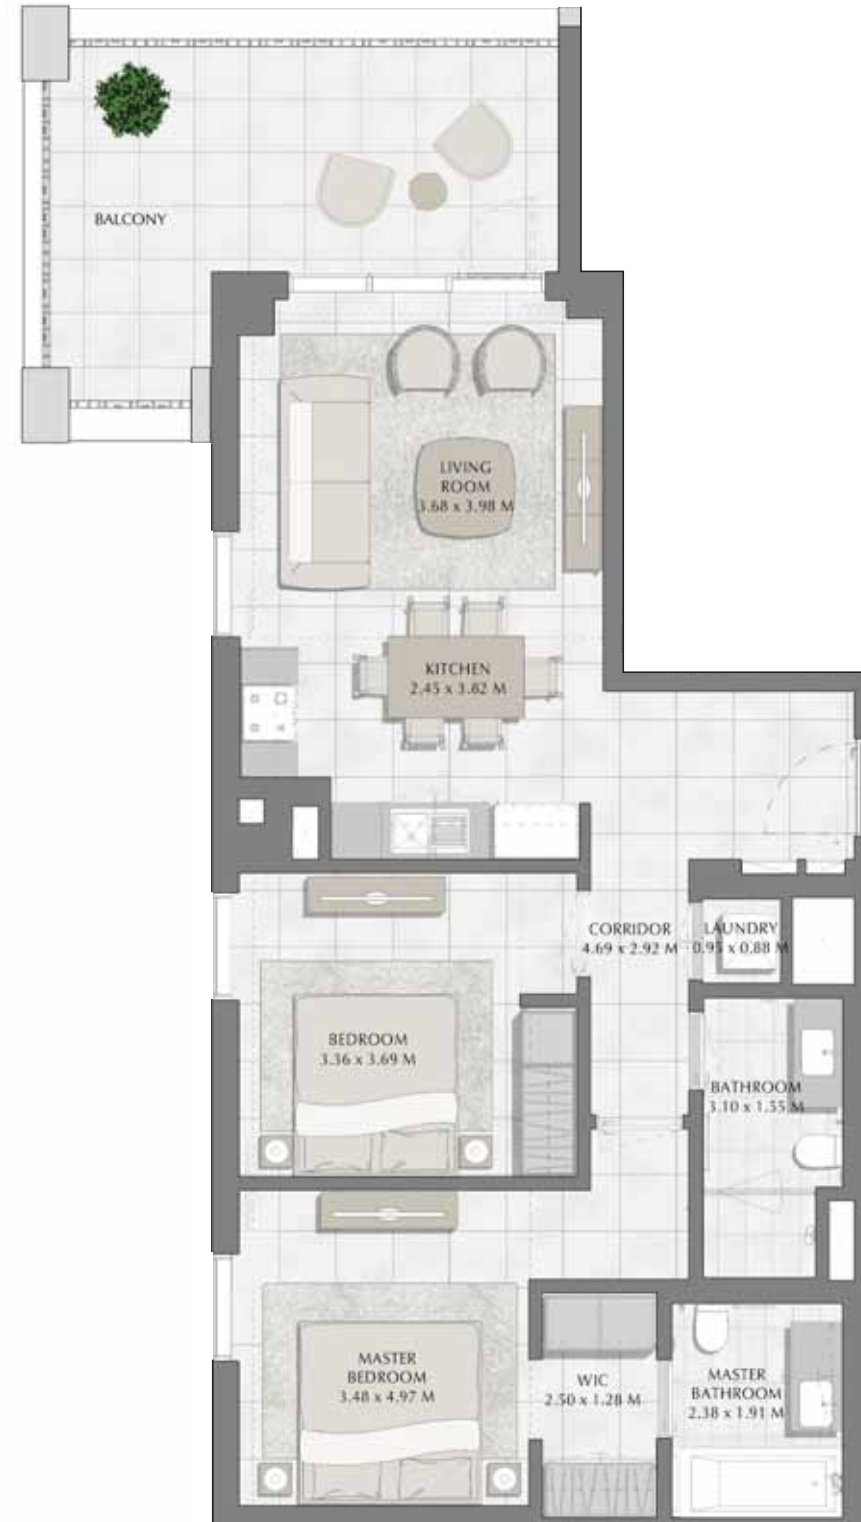 BALCONY
LIVING
ROOM
3.68 x 3.98 M
KITCHEN
2.45 x 3.82 M
CORRIDOR
4.69 x 2.92 M
LAUNDRY
0.95 x 0.88 M
BEDROOM
3.36 x 3.69 M
BATHROOM
3.10 x 1.55 M
MASTER
BEDROOM
3.48 x 4.97 M
WIC
2.50 x 1.28 M
MASTER
BATHROOM
2.38 x 1.91 M